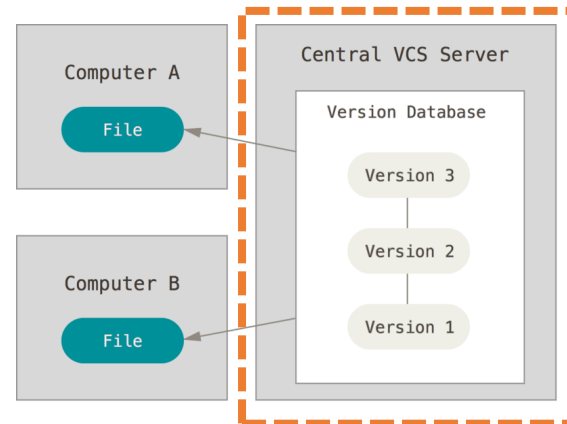 Computer A
File
Computer B
File
Central VCS Server
Version Database
Version 3
Version 2
Version 1